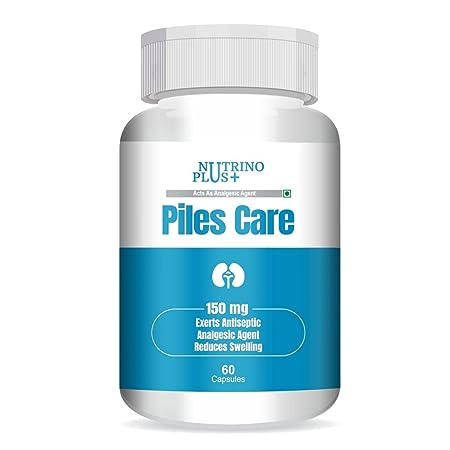 NUTRINO
PLUS+
Acts As Analgesic Agent
Piles Care
150 mg
Exerts Antiseptic
Analgesic Agent
Reduces Swelling
60
Capsules